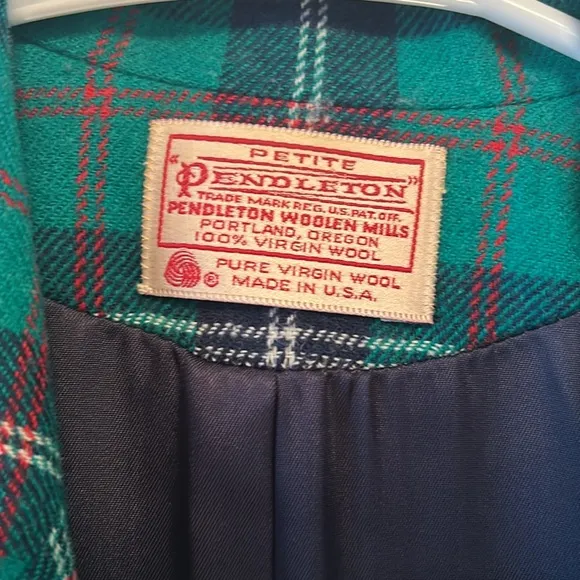 PETITE
"PENDLETON"
TRADE MARK REG. U.S. PAT. OFF.
PENDLETON WOOLEN MILLS
PORTLAND, OREGON
100% VIRGIN WOOL
® PURE VIRGIN WOOL
MADE IN U.S.A.